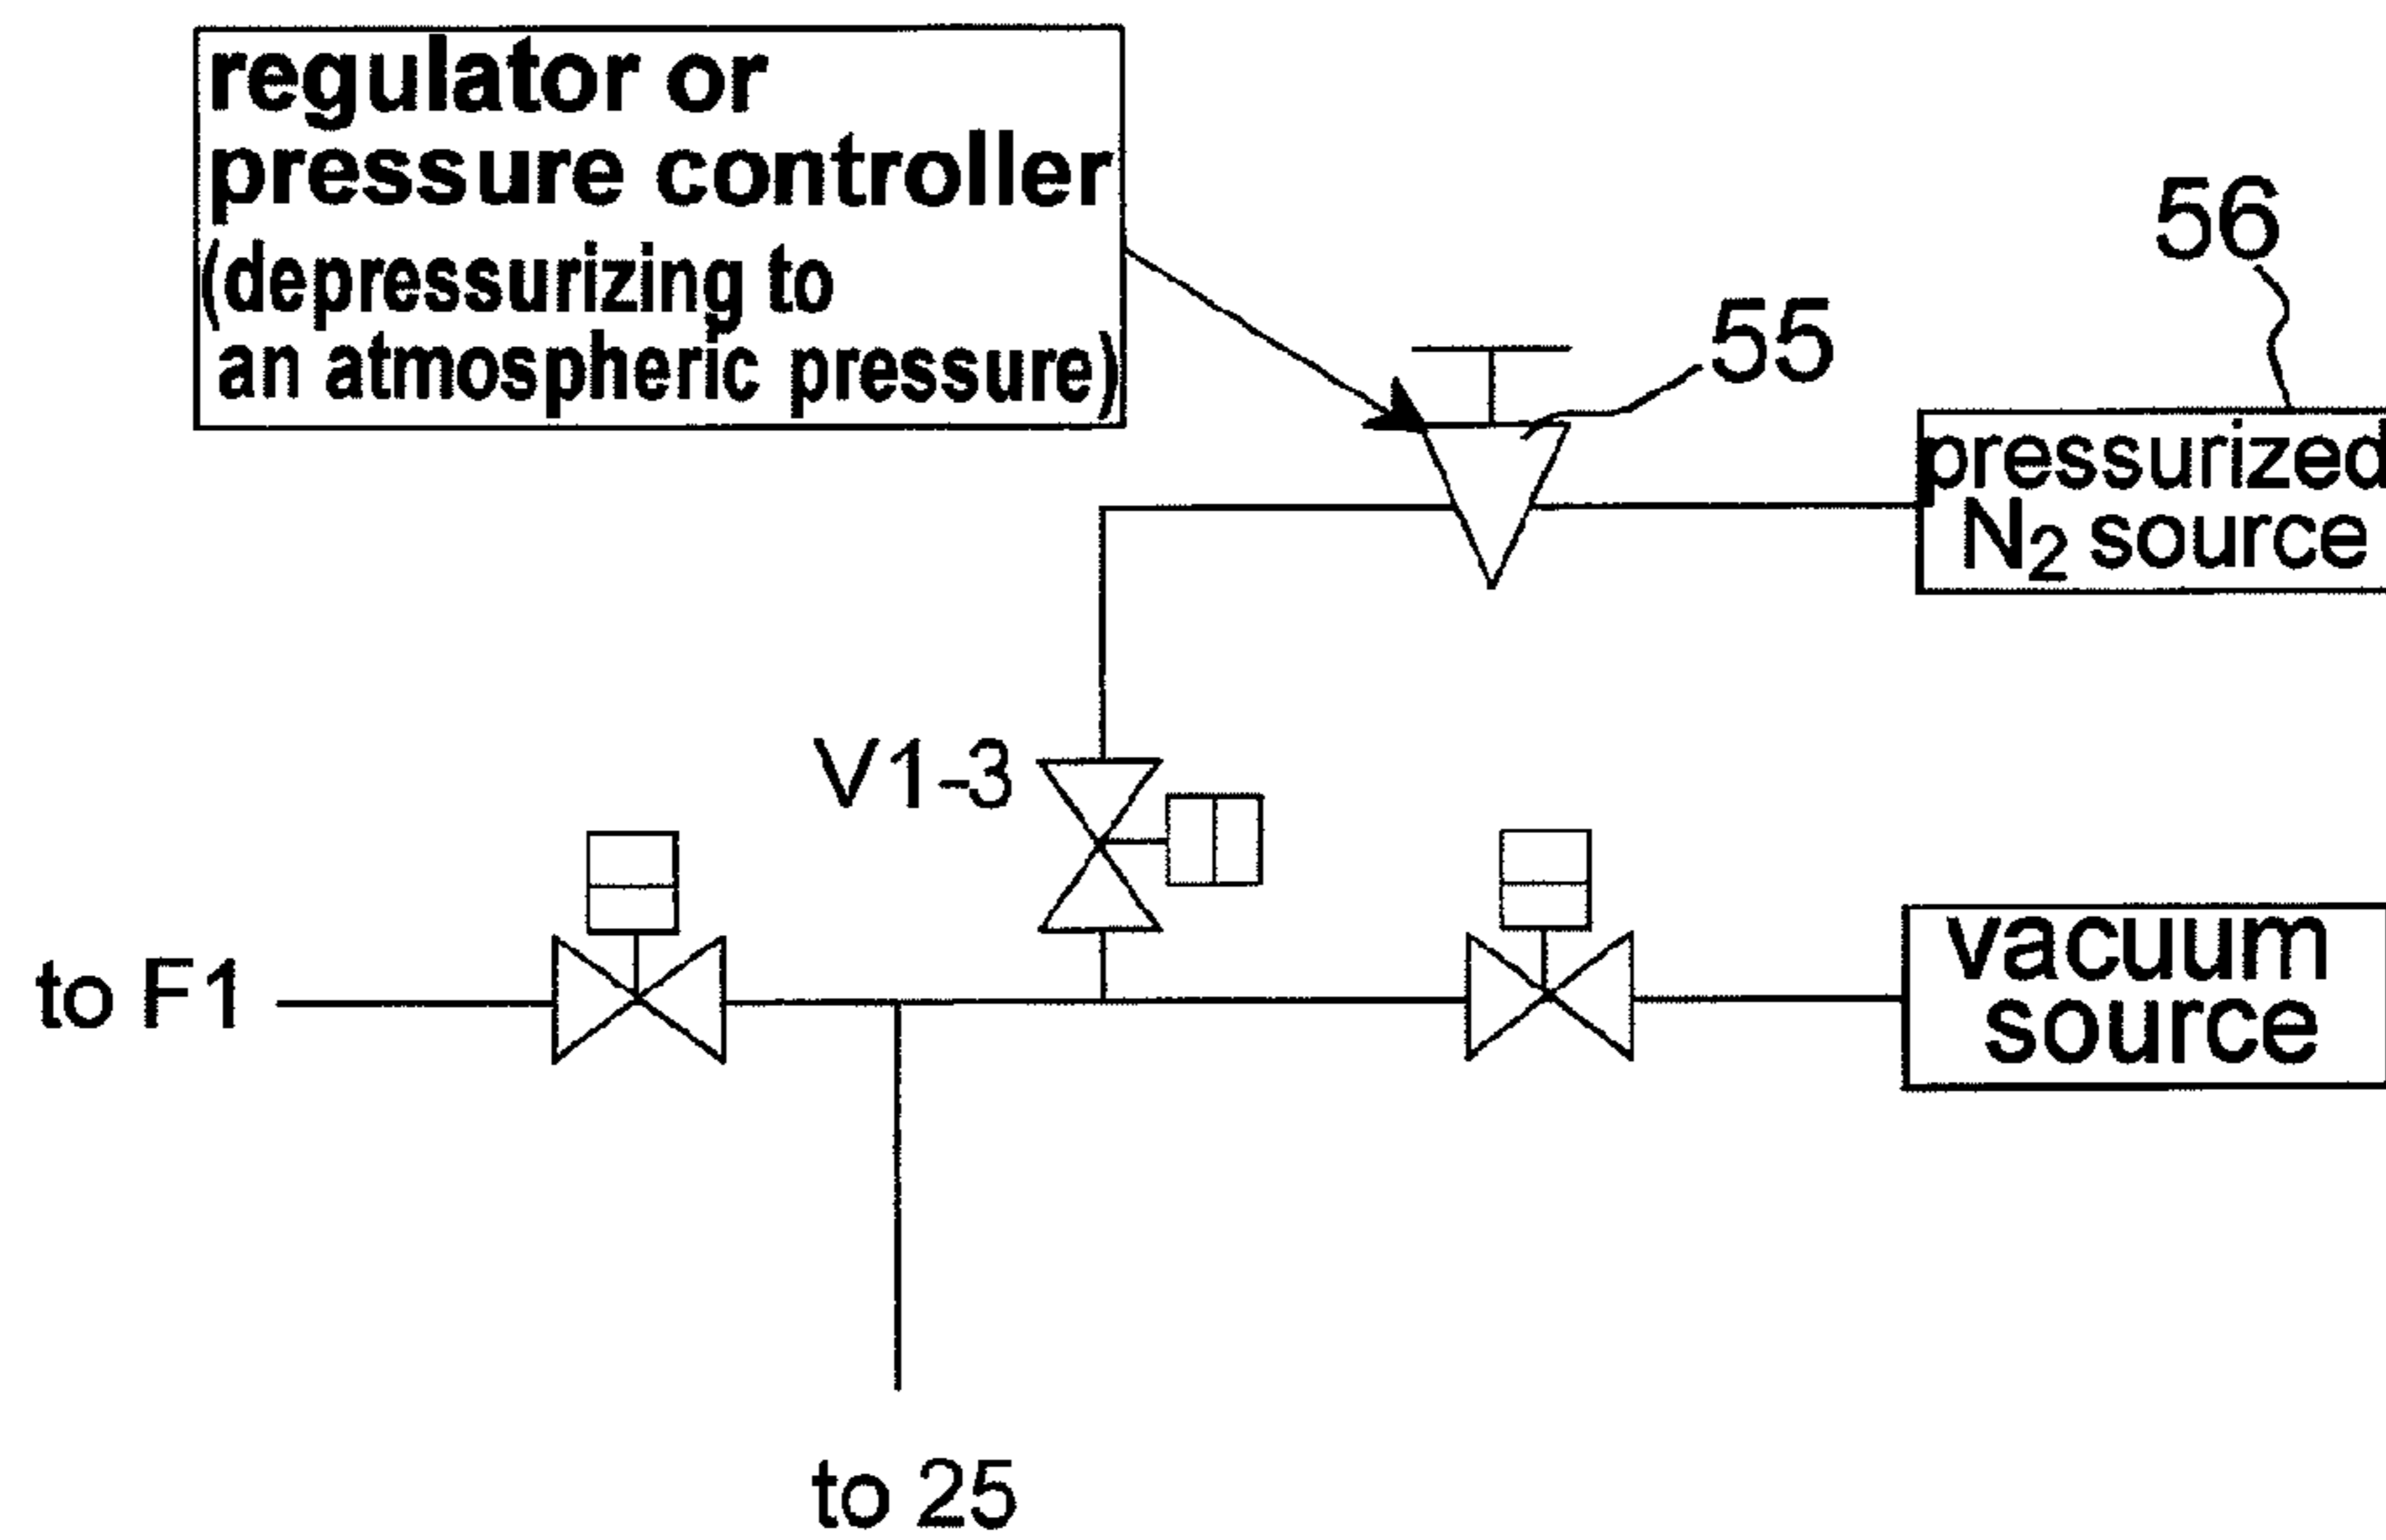 regulator or
pressure controller
(depressurizing to
an atmospheric pressure)
56
55
pressurized
N₂ source
V1-3
to F1
vacuum
source
to 25